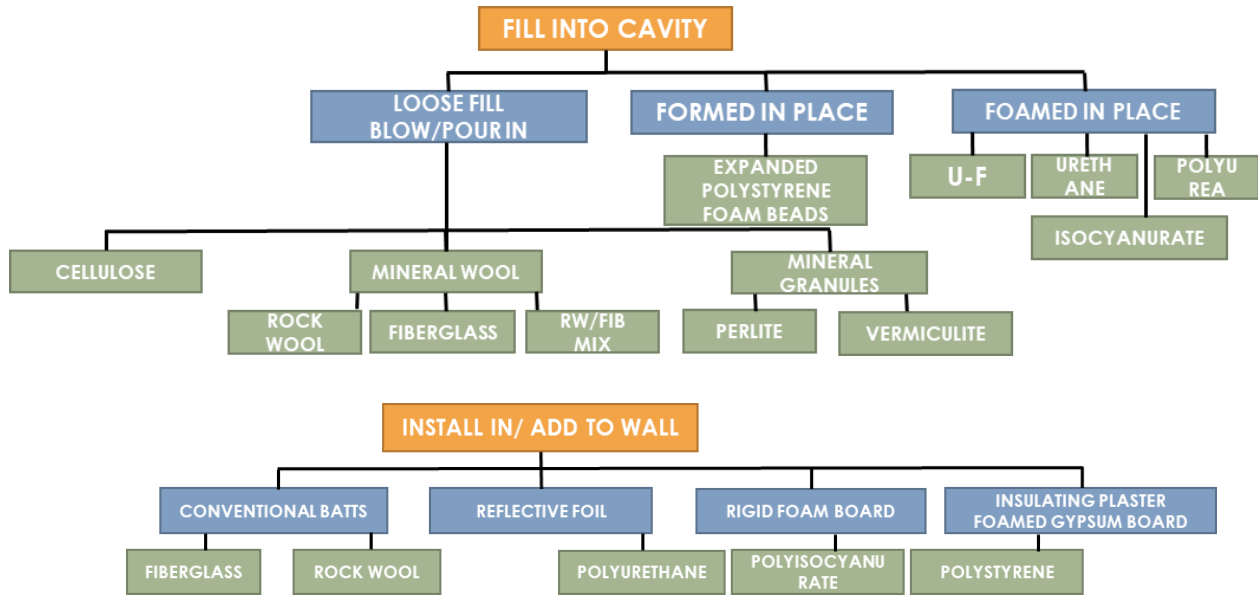 FILL INTO CAVITY
LOOSE FILL
BLOW/POUR IN
FORMED IN PLACE
FOAMED IN PLACE
EXPANDED
POLYSTYRENE
FOAM BEADS
U-F
URETH
ANE
POLYU
REA
ISOCYANURATE
CELLULOSE
MINERAL WOOL
MINERAL
GRANULES
ROCK
WOOL
FIBERGLASS
RW/FIB
MIX
PERLITE
VERMICULITE
INSTALL IN/ ADD TO WALL
CONVENTIONAL BATTS
REFLECTIVE FOIL
RIGID FOAM BOARD
INSULATING PLASTER
FOAMED GYPSUM BOARD
FIBERGLASS
ROCK WOOL
POLYURETHANE
POLYISOCYANU
RATE
POLYSTYRENE